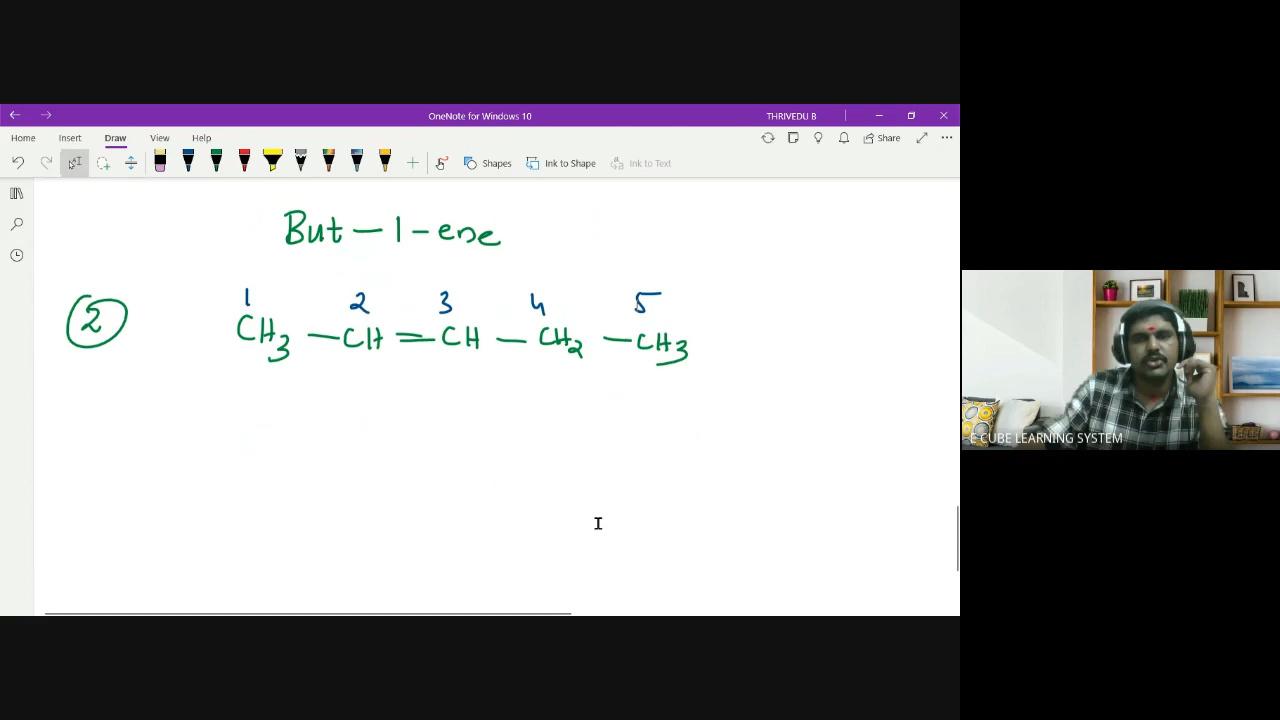 OneNote for Windows 10
THRIVEDU B
Home Insert Draw View Help
Share
Shapes Ink to Shape Ink to Text
But — 1 – ene
2
1 2 3 4 5
CH3 — CH = CH — CH2 — CH3
E CUBE LEARNING SYSTEM